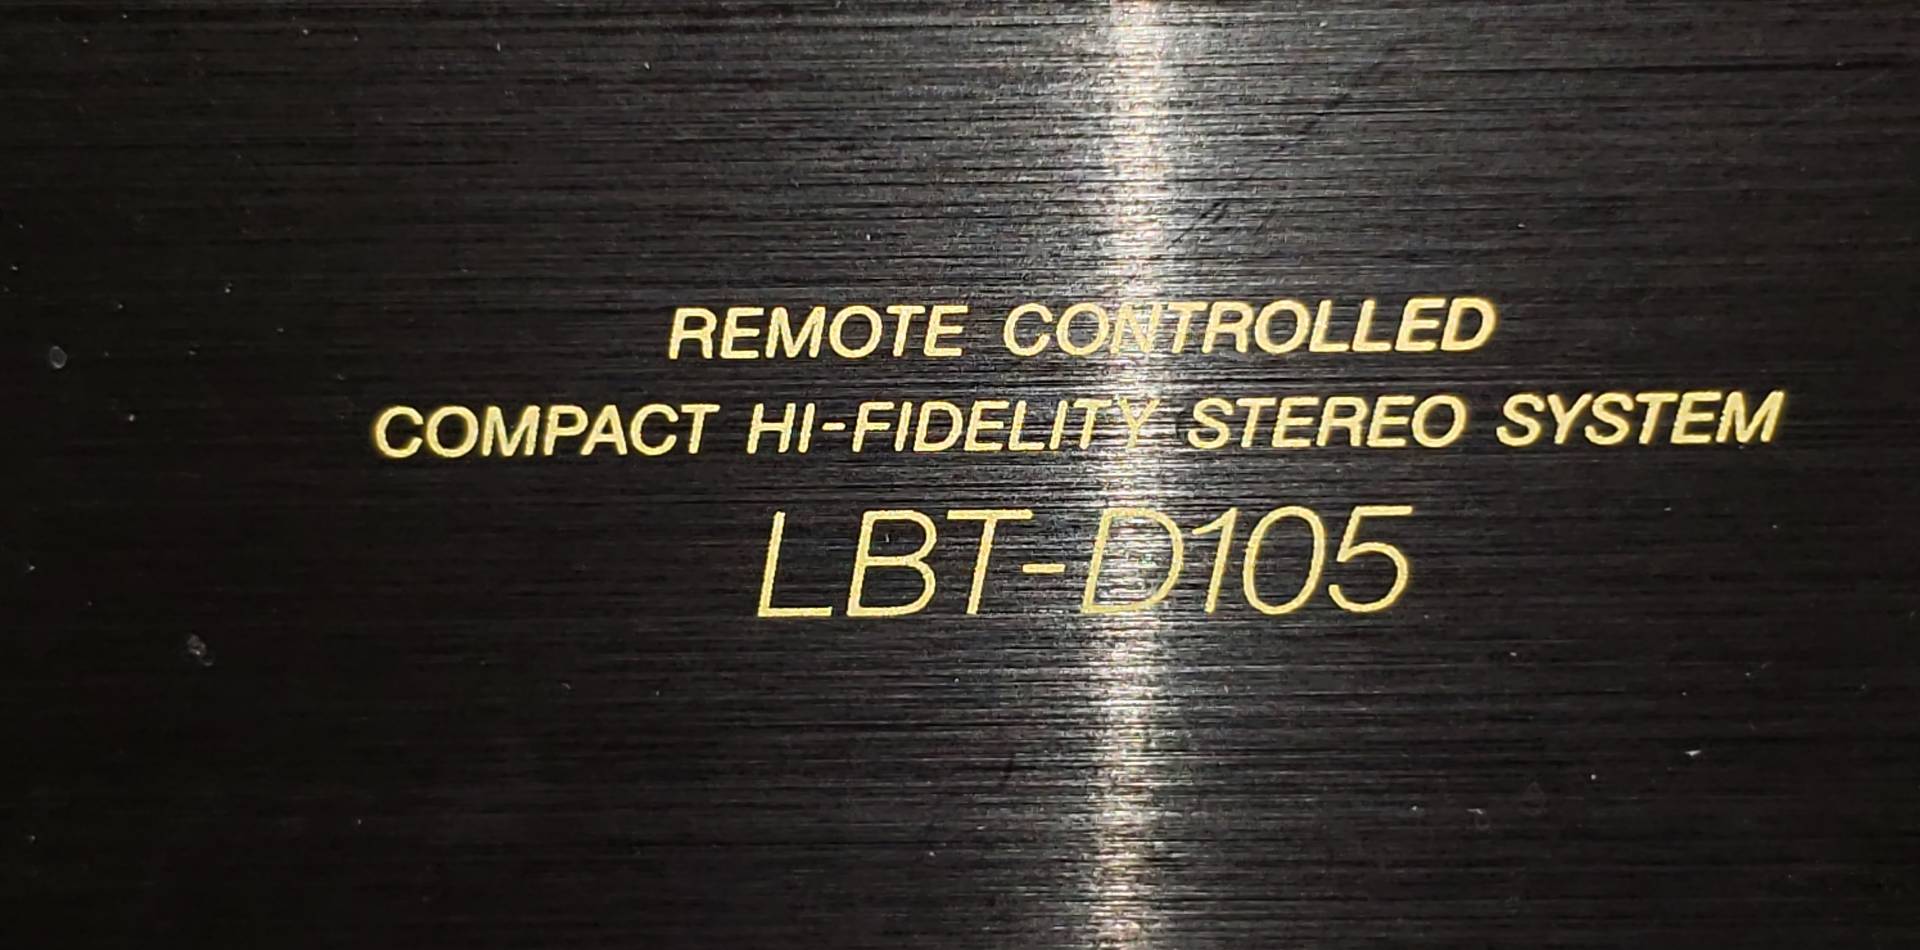 REMOTE CONTROLLED
COMPACT HI-FIDELITY STEREO SYSTEM
LBT-D105